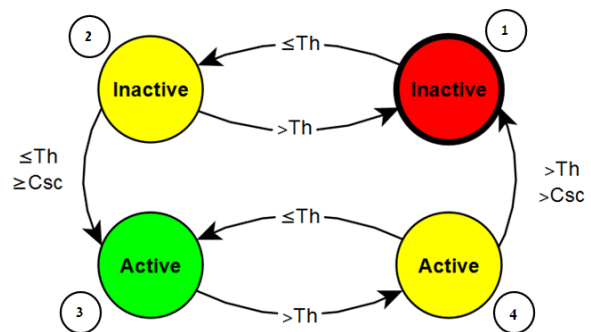 2
1
≤Th
Inactive
Inactive
>Th
≤Th
≥Csc
>Th
>Csc
≤Th
Active
Active
>Th
3
4